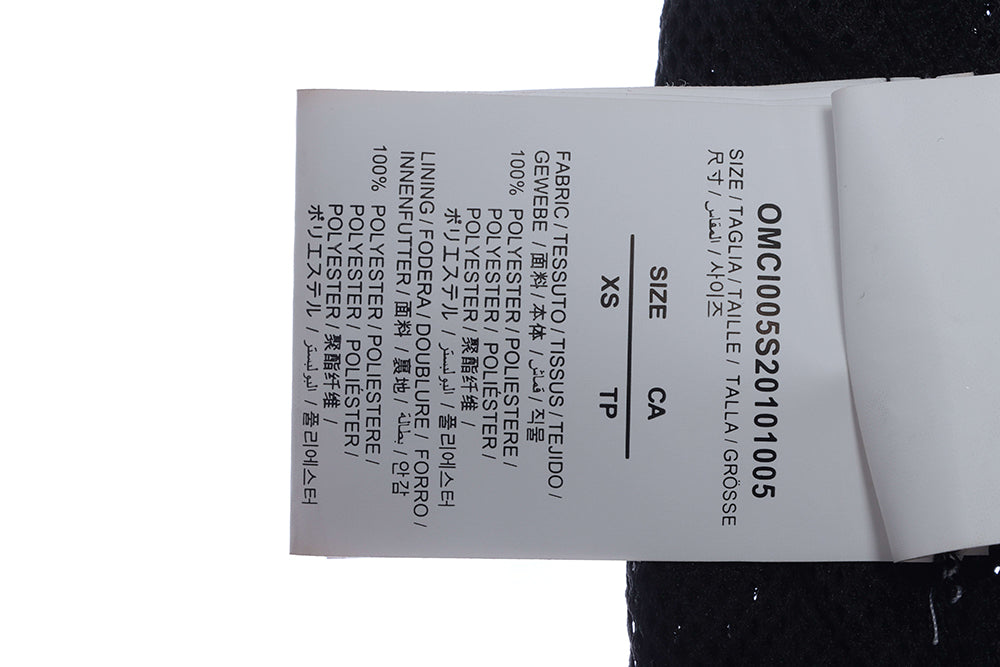 OMCI005S20101005
SIZE / TAGLIA / TAILLE / TALLA / GRÖSSE
尺寸 / المقاس / 사이즈
SIZE CA
XS TP
FABRIC / TESSUTO / TISSUS / TEJIDO /
GEWEBE / 面料 / 本体 / قماش / 직물
100% POLYESTER / POLIESTERE /
POLYESTER / POLIÉSTER /
POLYESTER / 聚酯纤维 /
ポリエステル / البوليستر / 폴리에스터
LINING / FODERA / DOUBLURE / FORRO /
INNENFUTTER / 面料 / 裏地 / بطانة / 안감
100% POLYESTER / POLIESTERE /
POLYESTER / POLIÉSTER /
POLYESTER / 聚酯纤维 /
ポリエステル / البوليستر / 폴리에스터